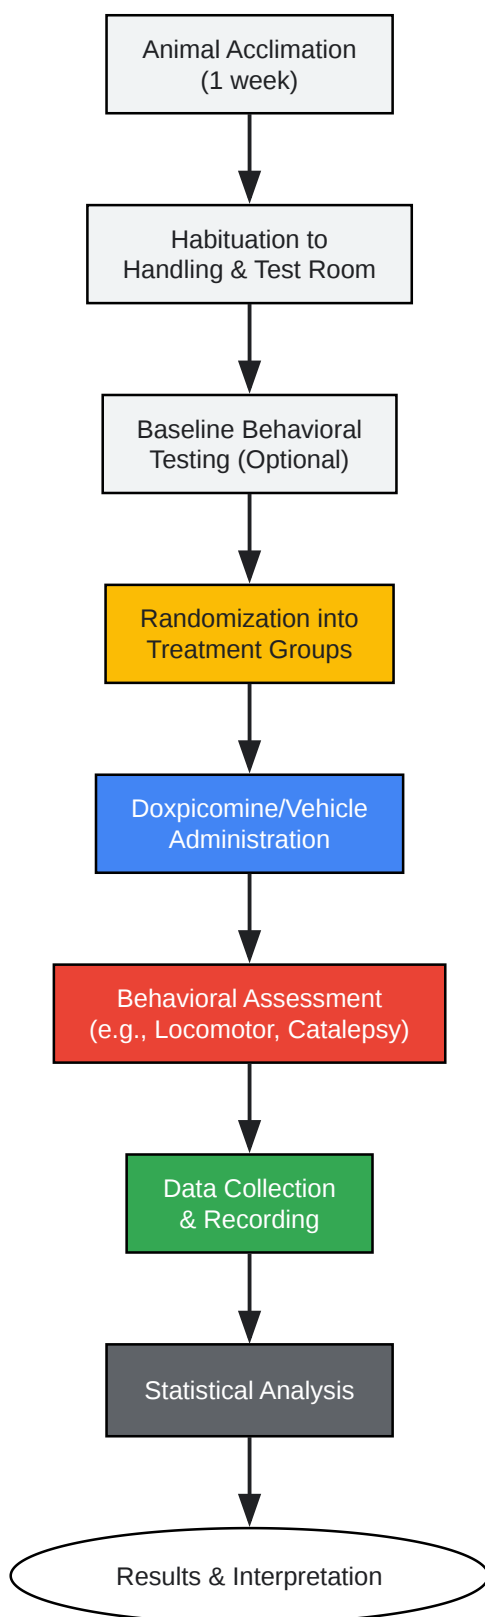 Animal Acclimation
(1 week)
Habituation to
Handling & Test Room
Baseline Behavioral
Testing (Optional)
Randomization into
Treatment Groups
Doxpicomine/Vehicle
Administration
Behavioral Assessment
(e.g., Locomotor, Catalepsy)
Data Collection
& Recording
Statistical Analysis
Results & Interpretation